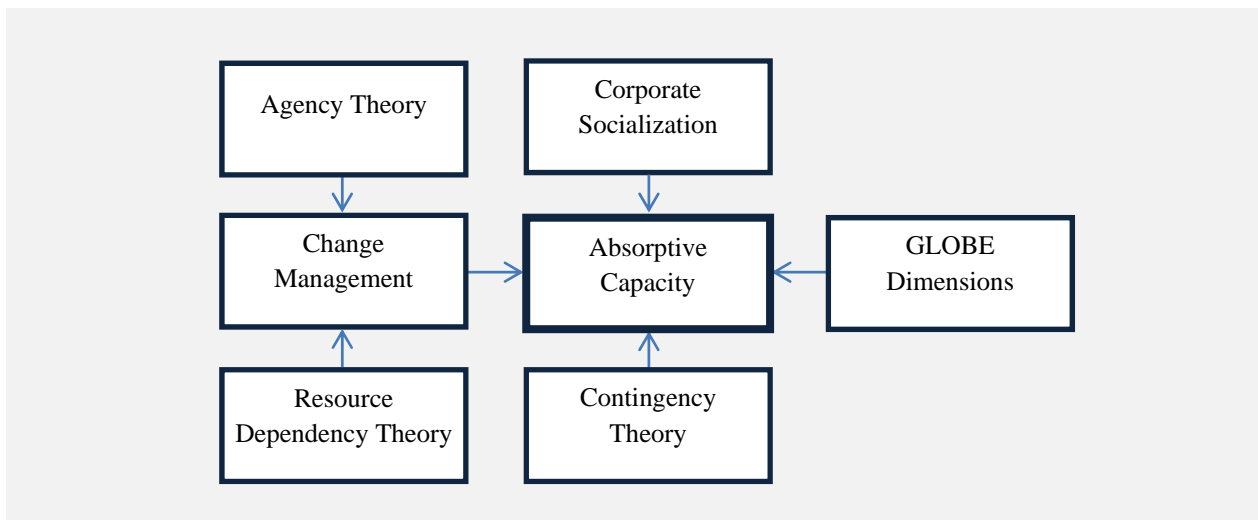 Agency Theory
Corporate
Socialization
Change
Management
Absorptive
Capacity
GLOBE
Dimensions
Resource
Dependency Theory
Contingency
Theory